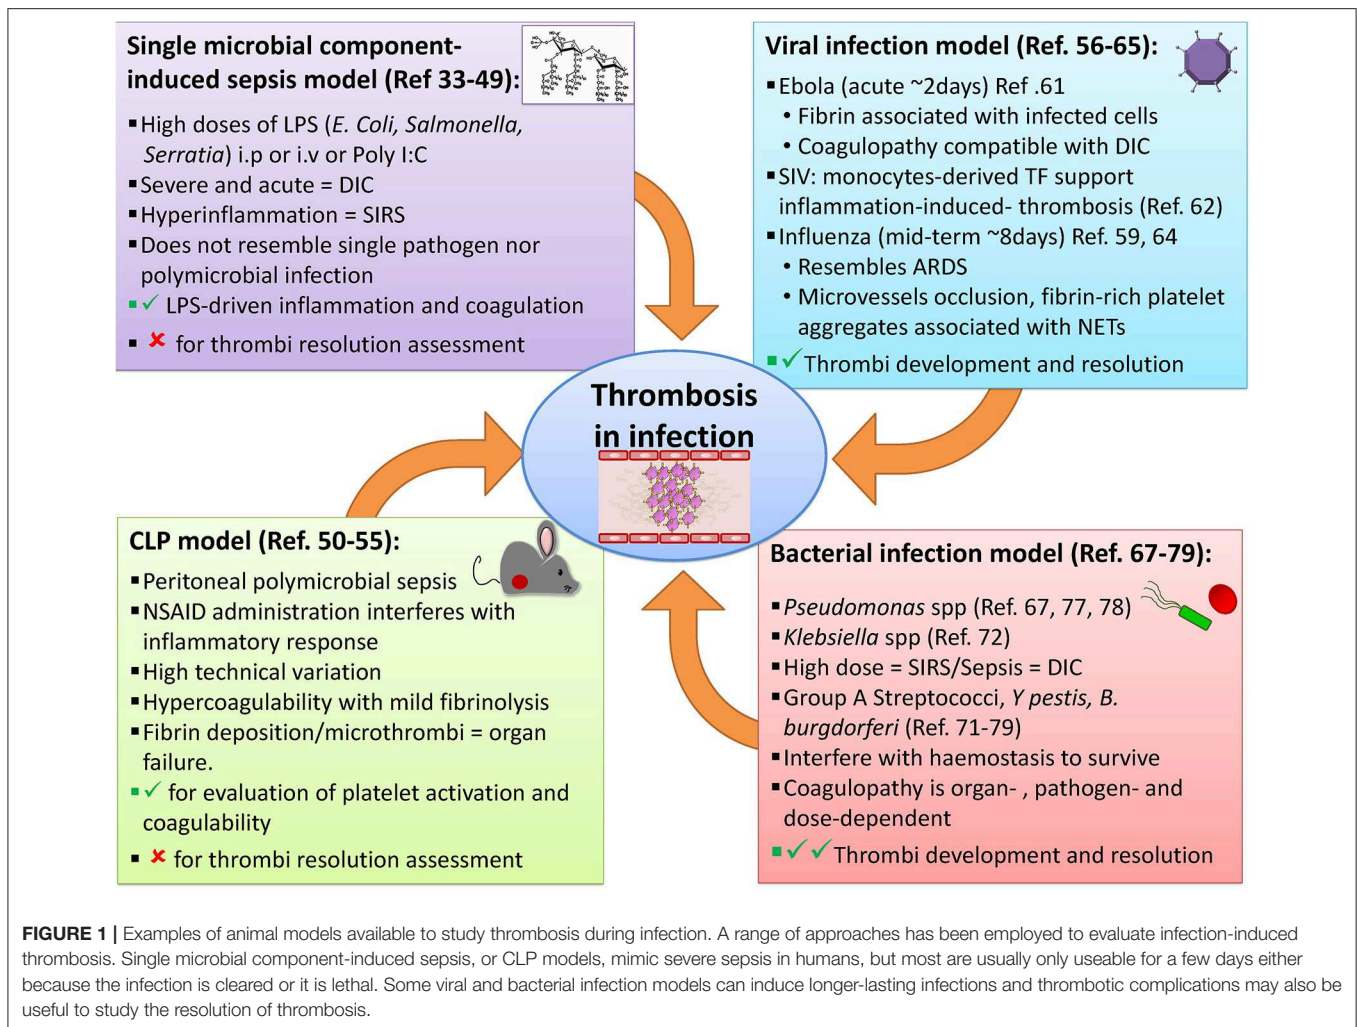 Single microbial component-
induced sepsis model (Ref 33-49):
▪High doses of LPS (E. Coli, Salmonella,
Serratia) i.p or i.v or Poly I:C
▪Severe and acute = DIC
▪Hyperinflammation = SIRS
▪Does not resemble single pathogen nor
polymicrobial infection
▪✓ LPS-driven inflammation and coagulation
▪ ✘ for thrombi resolution assessment
Viral infection model (Ref. 56-65):
▪Ebola (acute ~2days) Ref .61
• Fibrin associated with infected cells
• Coagulopathy compatible with DIC
▪SIV: monocytes-derived TF support
inflammation-induced- thrombosis (Ref. 62)
▪Influenza (mid-term ~8days) Ref. 59, 64
• Resembles ARDS
• Microvessels occlusion, fibrin-rich platelet
aggregates associated with NETs
▪✓Thrombi development and resolution
Thrombosis
in infection
CLP model (Ref. 50-55):
▪Peritoneal polymicrobial sepsis
▪NSAID administration interferes with
inflammatory response
▪High technical variation
▪Hypercoagulability with mild fibrinolysis
▪Fibrin deposition/microthrombi = organ
failure.
▪✓ for evaluation of platelet activation and
coagulability
▪ ✘ for thrombi resolution assessment
Bacterial infection model (Ref. 67-79):
▪Pseudomonas spp (Ref. 67, 77, 78)
▪Klebsiella spp (Ref. 72)
▪High dose = SIRS/Sepsis = DIC
▪Group A Streptococci, Y pestis, B.
burgdorferi (Ref. 71-79)
▪Interfere with haemostasis to survive
▪Coagulopathy is organ- , pathogen- and
dose-dependent
▪✓✓Thrombi development and resolution
FIGURE 1 | Examples of animal models available to study thrombosis during infection. A range of approaches has been employed to evaluate infection-induced
thrombosis. Single microbial component-induced sepsis, or CLP models, mimic severe sepsis in humans, but most are usually only useable for a few days either
because the infection is cleared or it is lethal. Some viral and bacterial infection models can induce longer-lasting infections and thrombotic complications may also be
useful to study the resolution of thrombosis.